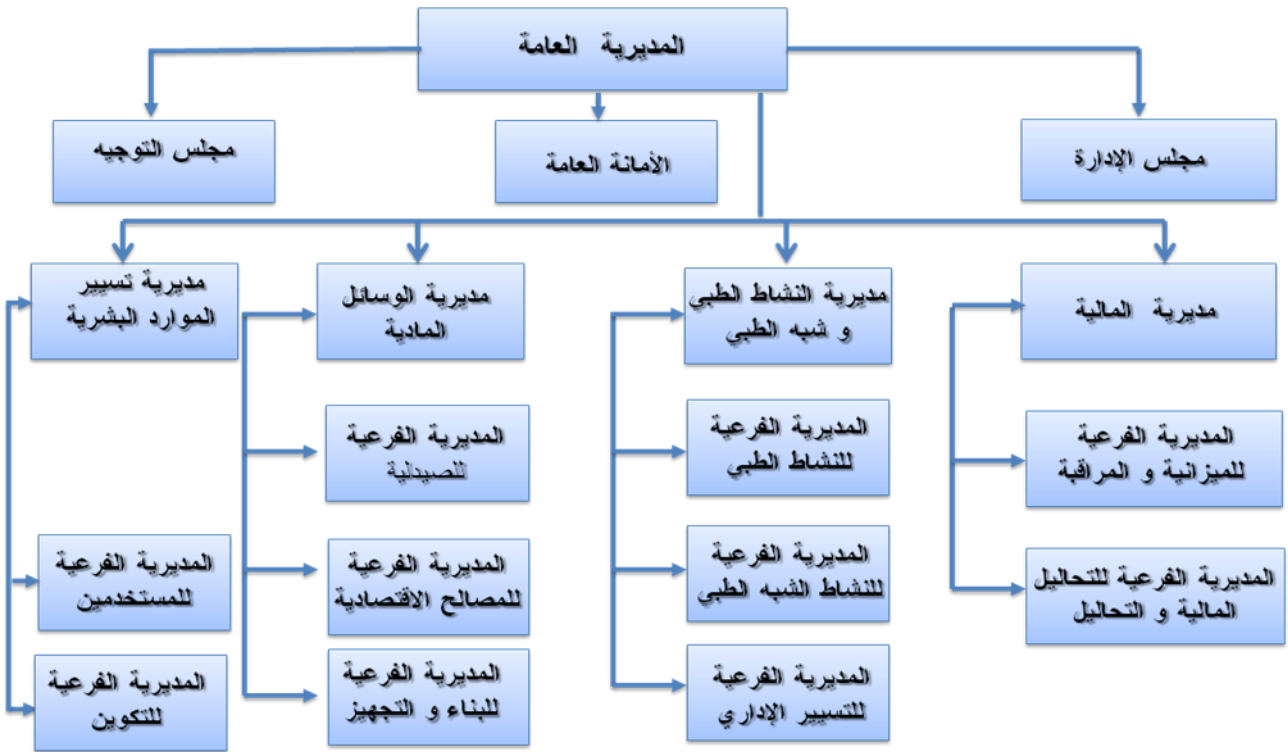 المديرية العامة
مجلس الإدارة
الأمانة العامة
مجلس التوجيه
مديرية المالية
مديرية النشاط الطبي
و شبه الطبي
مديرية الوسائل
المادية
مديرية تسيير
الموارد البشرية
المديرية الفرعية
للميزانية و المراقبة
المديرية الفرعية للتحاليل
المالية و التحاليل
المديرية الفرعية
للنشاط الطبي
المديرية الفرعية
للنشاط الشبه الطبي
المديرية الفرعية
للتسيير الإداري
المديرية الفرعية
للصيدلية
المديرية الفرعية
للمصالح الاقتصادية
المديرية الفرعية
للبناء و التجهيز
المديرية الفرعية
للمستخدمين
المديرية الفرعية
للتكوين